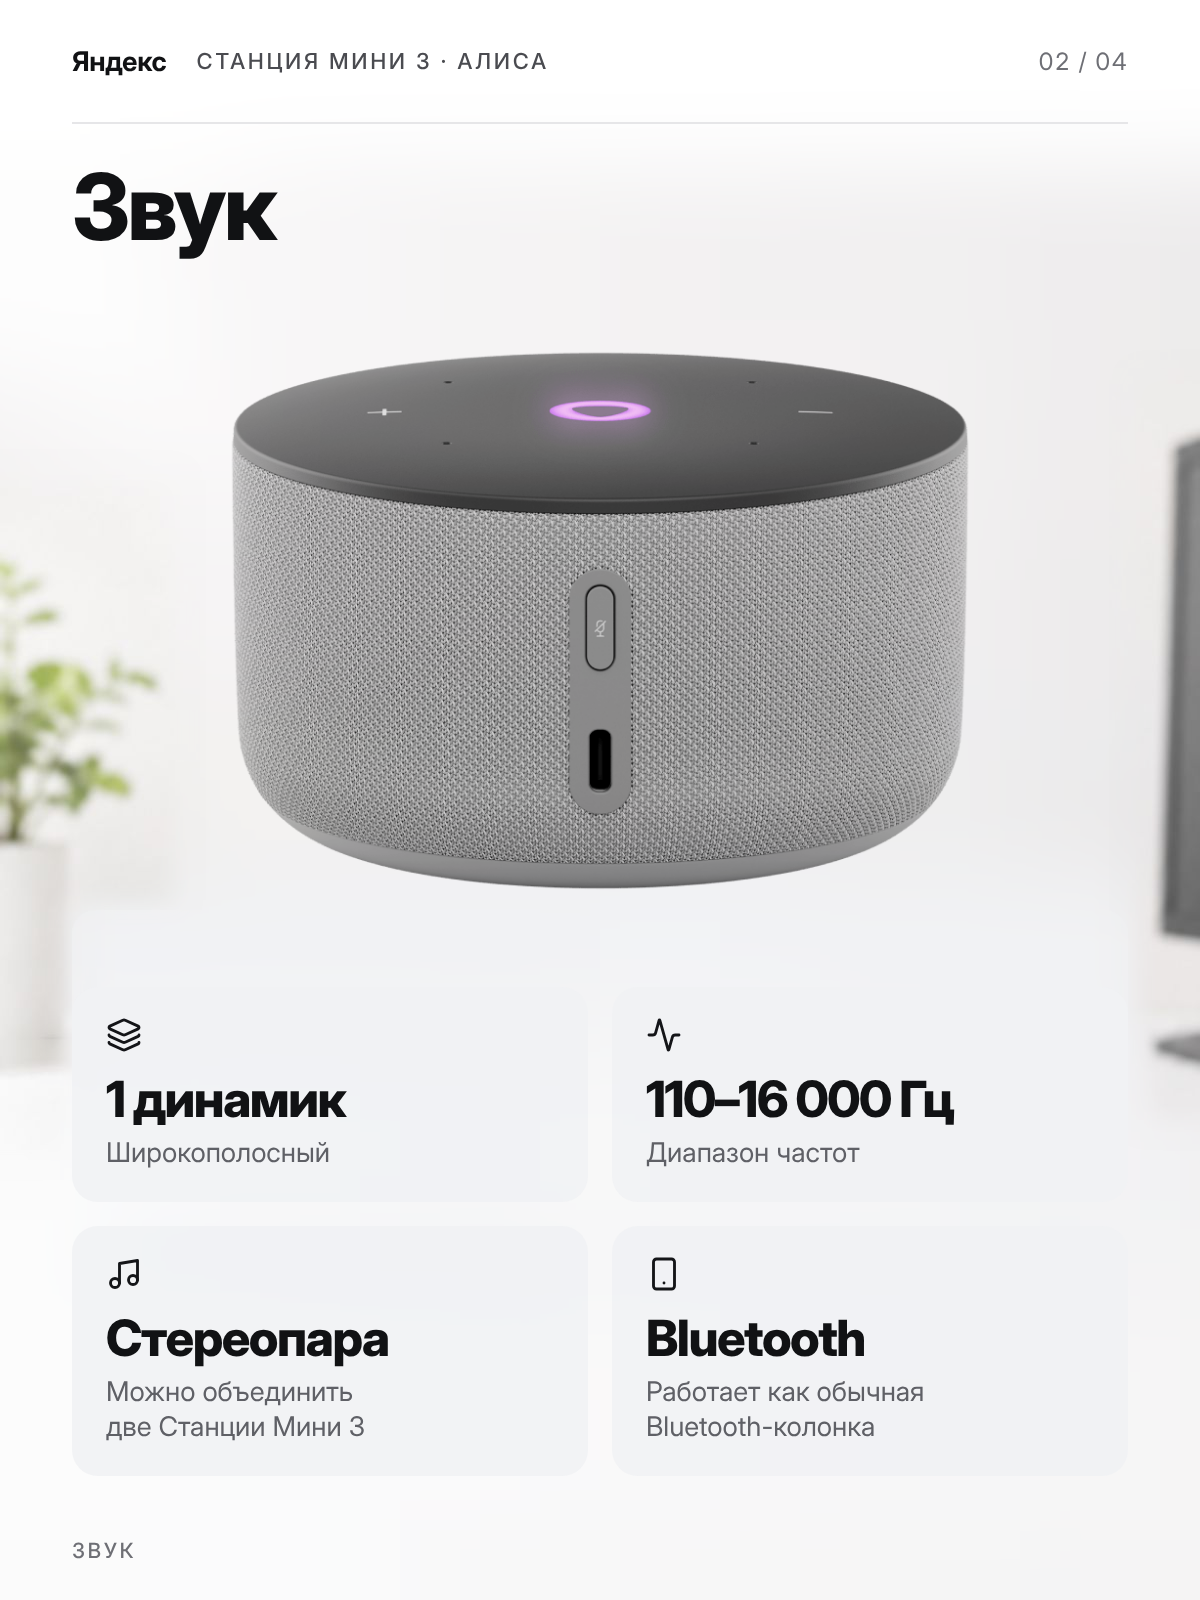 Яндекс СТАНЦИЯ МИНИ 3 · АЛИСА 02 / 04
Звук
1 динамик
Широкополосный
110–16 000 Гц
Диапазон частот
Стереопара
Можно объединить
две Станции Мини 3
Bluetooth
Работает как обычная
Bluetooth-колонка
ЗВУК